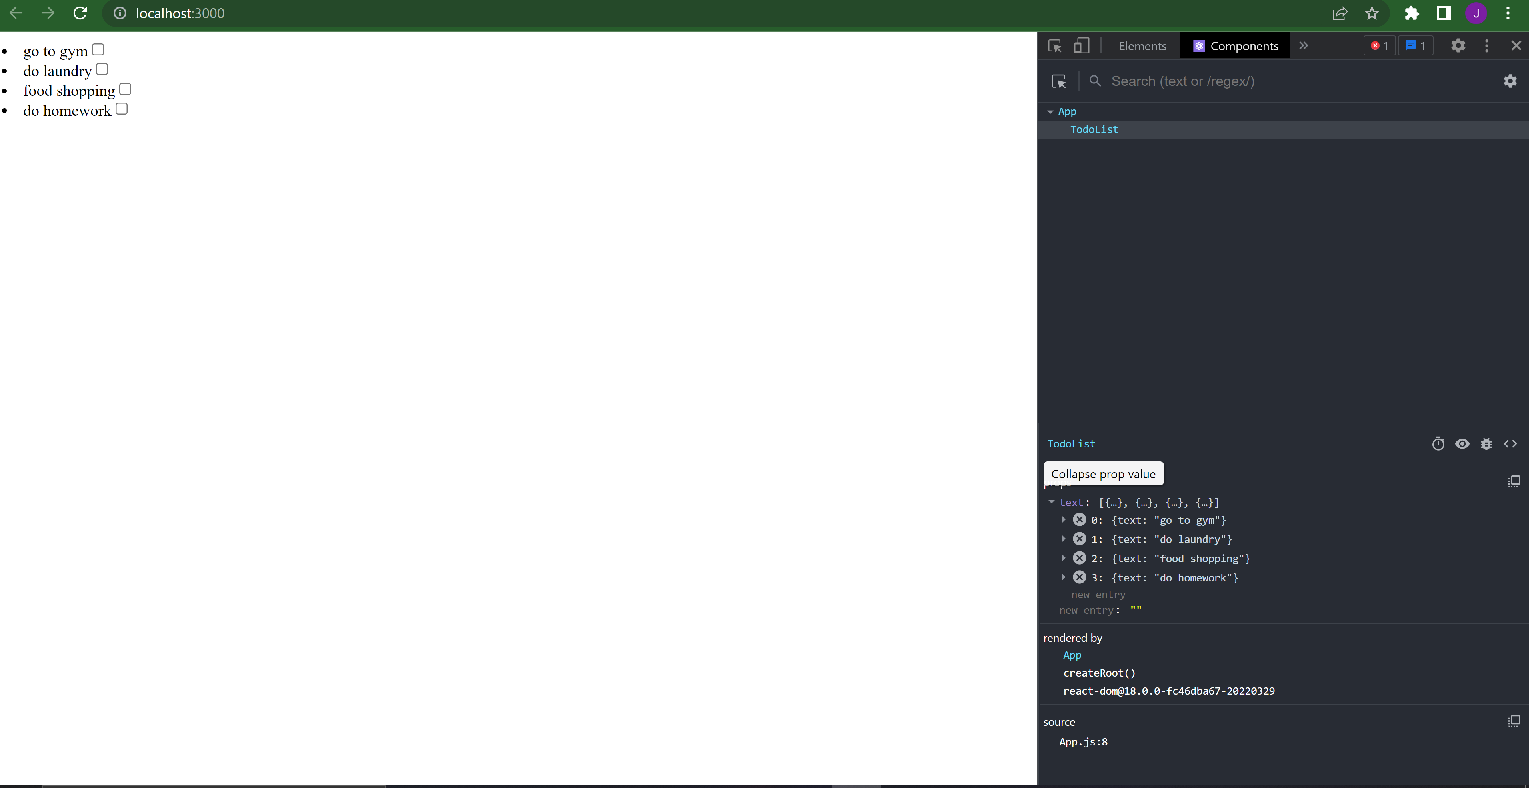 localhost:3000
J
go to gym
do laundry
food shopping
do homework
Elements
Components
1
1
Search (text or /regex/)
App
TodoList
TodoList
Collapse prop value
text: [{…}, {…}, {…}, {…}]
0: {text: "go to gym"}
1: {text: "do laundry"}
2: {text: "food shopping"}
3: {text: "do homework"}
new entry
new entry: ""
rendered by
App
createRoot()
react-dom@18.0.0-fc46dba67-20220329
source
App.js:8